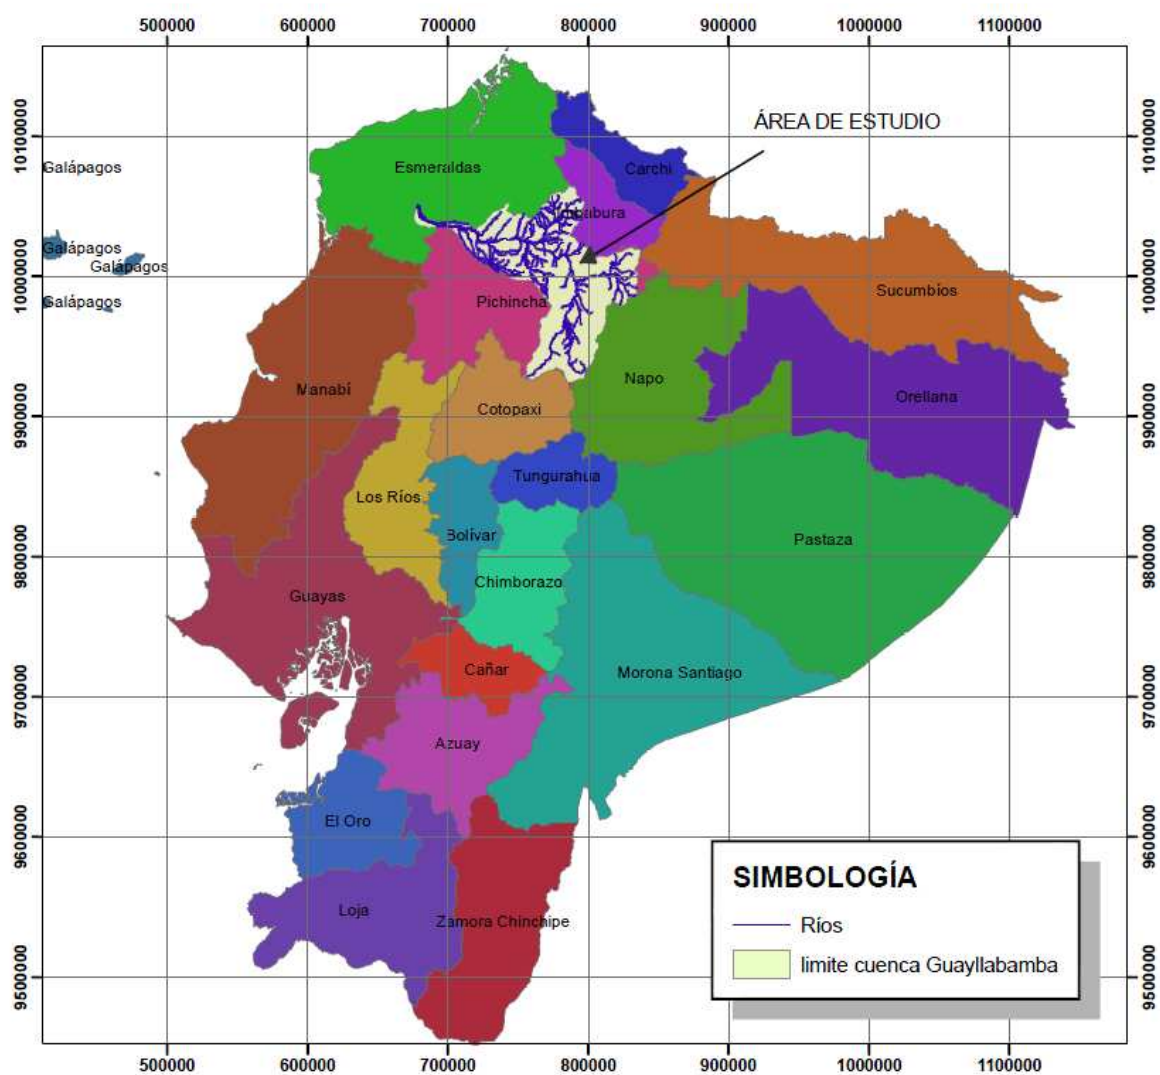 500000 600000 700000 800000 900000 1000000 1100000
10100000 10100000
10000000 10000000
9900000 9900000
9800000 9800000
9700000 9700000
9600000 9600000
9500000 9500000
ÁREA DE ESTUDIO
Galápagos
Galápagos
Galápagos
Galápagos
Esmeraldas
Carchi
Imbabura
Pichincha
Sucumbíos
Manabí
Napo
Orellana
Cotopaxi
Tungurahua
Los Ríos
Bolívar
Pastaza
Chimborazo
Guayas
Cañar
Morona Santiago
Azuay
El Oro
Loja
Zamora Chinchipe
SIMBOLOGÍA
Ríos
limite cuenca Guayllabamba
500000 600000 700000 800000 900000 1000000 1100000